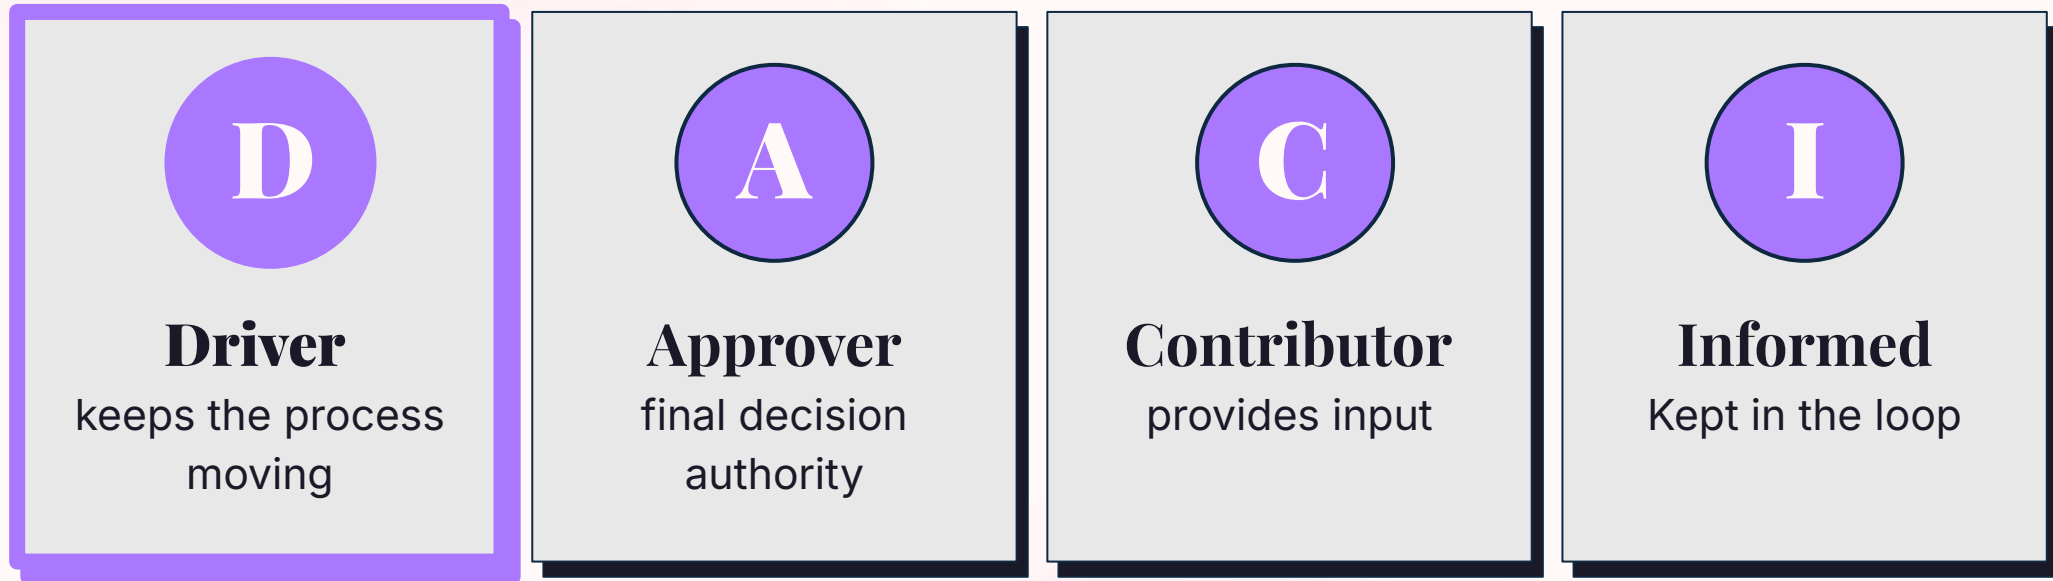 D
Driver
keeps the process
moving
A
Approver
final decision
authority
C
Contributor
provides input
I
Informed
Kept in the loop